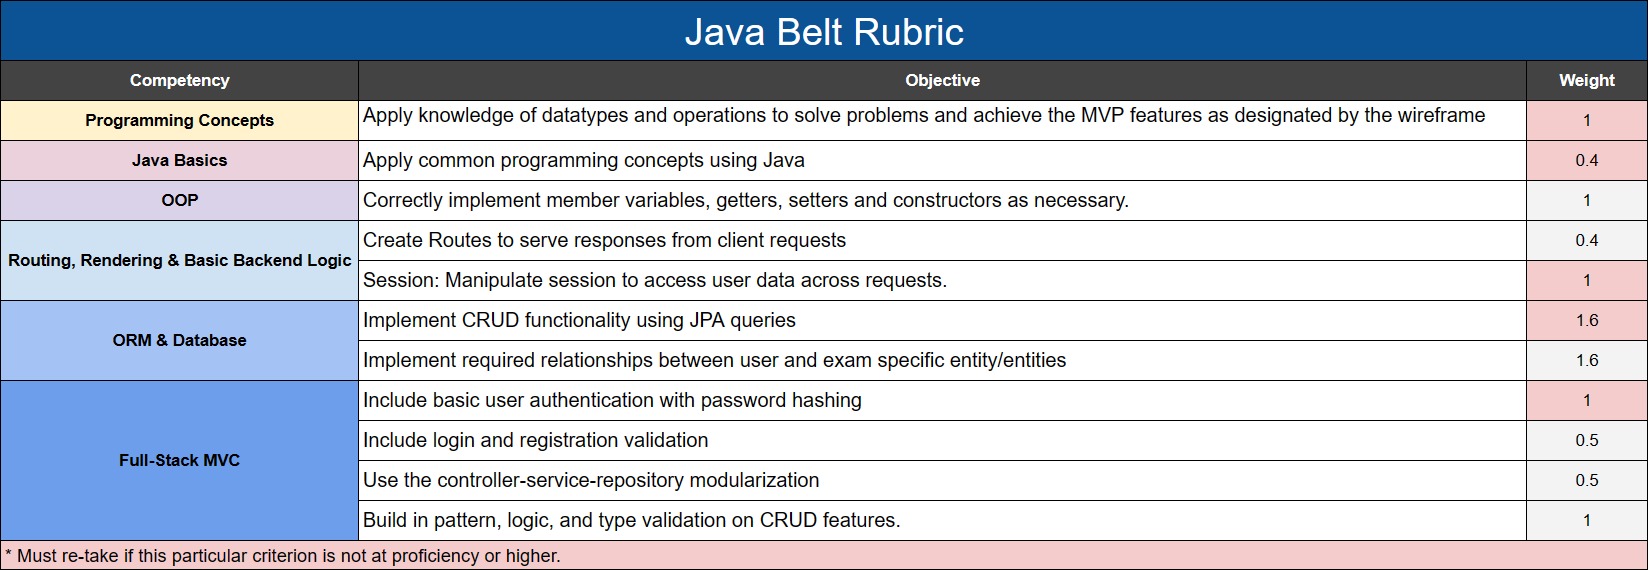 Java Belt Rubric
Competency Objective Weight
Programming Concepts Apply knowledge of datatypes and operations to solve problems and achieve the MVP features as designated by the wireframe 1
Java Basics Apply common programming concepts using Java 0.4
OOP Correctly implement member variables, getters, setters and constructors as necessary. 1
Routing, Rendering & Basic Backend Logic Create Routes to serve responses from client requests 0.4
Session: Manipulate session to access user data across requests. 1
ORM & Database Implement CRUD functionality using JPA queries 1.6
Implement required relationships between user and exam specific entity/entities 1.6
Full-Stack MVC Include basic user authentication with password hashing 1
Include login and registration validation 0.5
Use the controller-service-repository modularization 0.5
Build in pattern, logic, and type validation on CRUD features. 1
* Must re-take if this particular criterion is not at proficiency or higher.